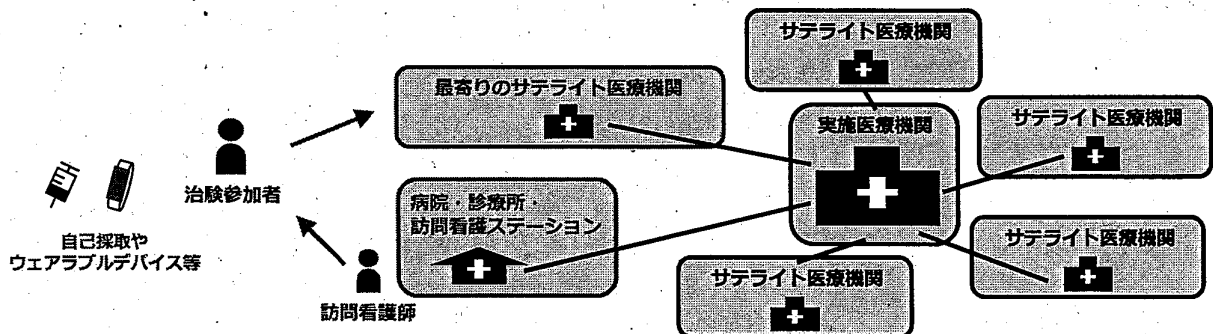 サテライト医療機関
最寄りのサテライト医療機関
実施医療機関
サテライト医療機関
治験参加者
病院・診療所・
訪問看護ステーション
自己採取や
ウェアラブルデバイス等
サテライト医療機関
サテライト医療機関
訪問看護師